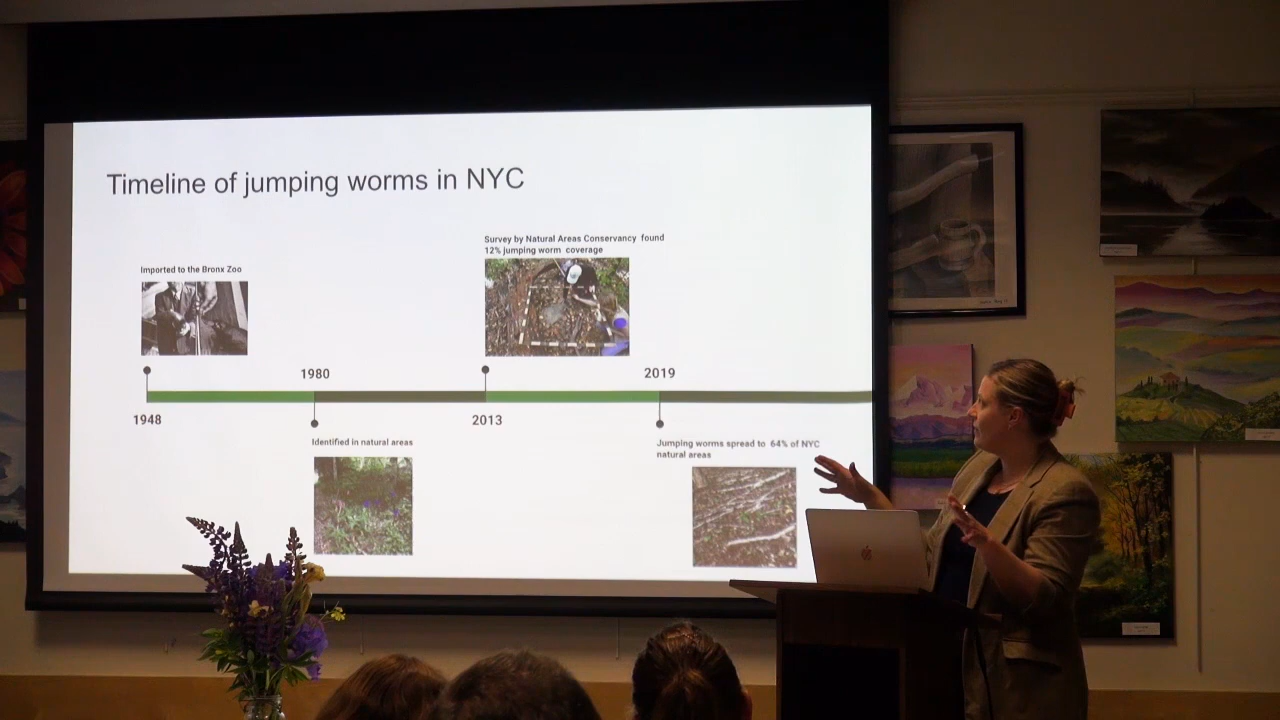 Timeline of jumping worms in NYC
Survey by Natural Areas Conservancy found
12% jumping worm coverage
Imported to the Bronx Zoo
1980
2019
1948
2013
Identified in natural areas
Jumping worms spread to 64% of NYC
natural areas